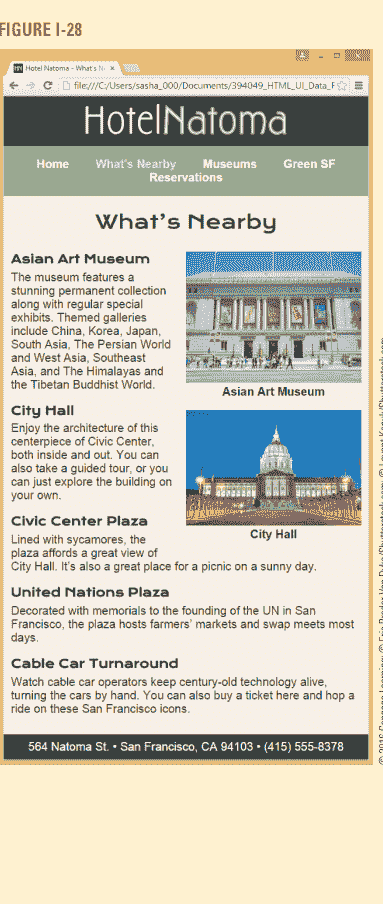 FIGURE I-28
Hotel Natoma - What's N
file:///C:/Users/sasha_000/Documents/394049_HTML_UI_Data_F
HotelNatoma
Home What's Nearby Museums Green SF
Reservations
What's Nearby
Asian Art Museum
The museum features a
stunning permanent collection
along with regular special
exhibits. Themed galleries
include China, Korea, Japan,
South Asia, The Persian World
and West Asia, Southeast
Asia, and The Himalayas and
the Tibetan Buddhist World.
Asian Art Museum
City Hall
Enjoy the architecture of this
centerpiece of Civic Center,
both inside and out. You can
also take a guided tour, or you
can just explore the building on
your own.
City Hall
Civic Center Plaza
Lined with sycamores, the
plaza affords a great view of
City Hall. It's also a great place for a picnic on a sunny day.
United Nations Plaza
Decorated with memorials to the founding of the UN in San
Francisco, the plaza hosts farmers' markets and swap meets most
days.
Cable Car Turnaround
Watch cable car operators keep century-old technology alive,
turning the cars by hand. You can also buy a ticket here and hop a
ride on these San Francisco icons.
564 Natoma St. • San Francisco, CA 94103 • (415) 555-8378